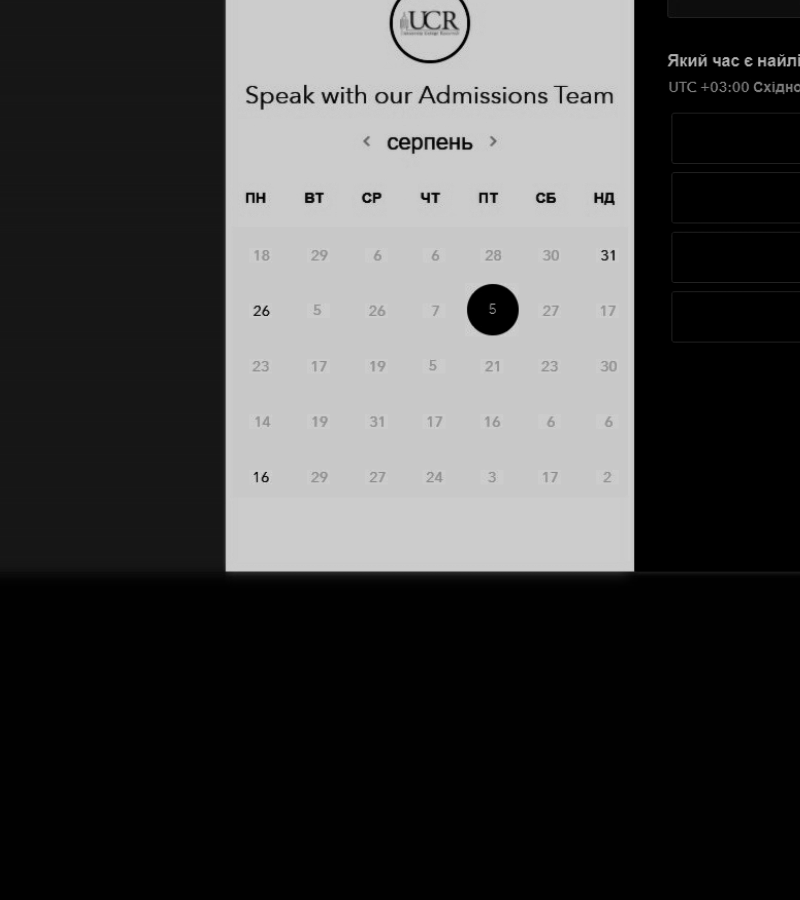 UCR
Speak with our Admissions Team
< серпень >
ПН ВТ СР ЧТ ПТ СБ НД
18 29 6 6 28 30 31
26 5 26 7 5 27 17
23 17 19 5 21 23 30
14 19 31 17 16 6 6
16 29 27 24 3 17 2
Який час є найлі
UTC +03:00 Східно